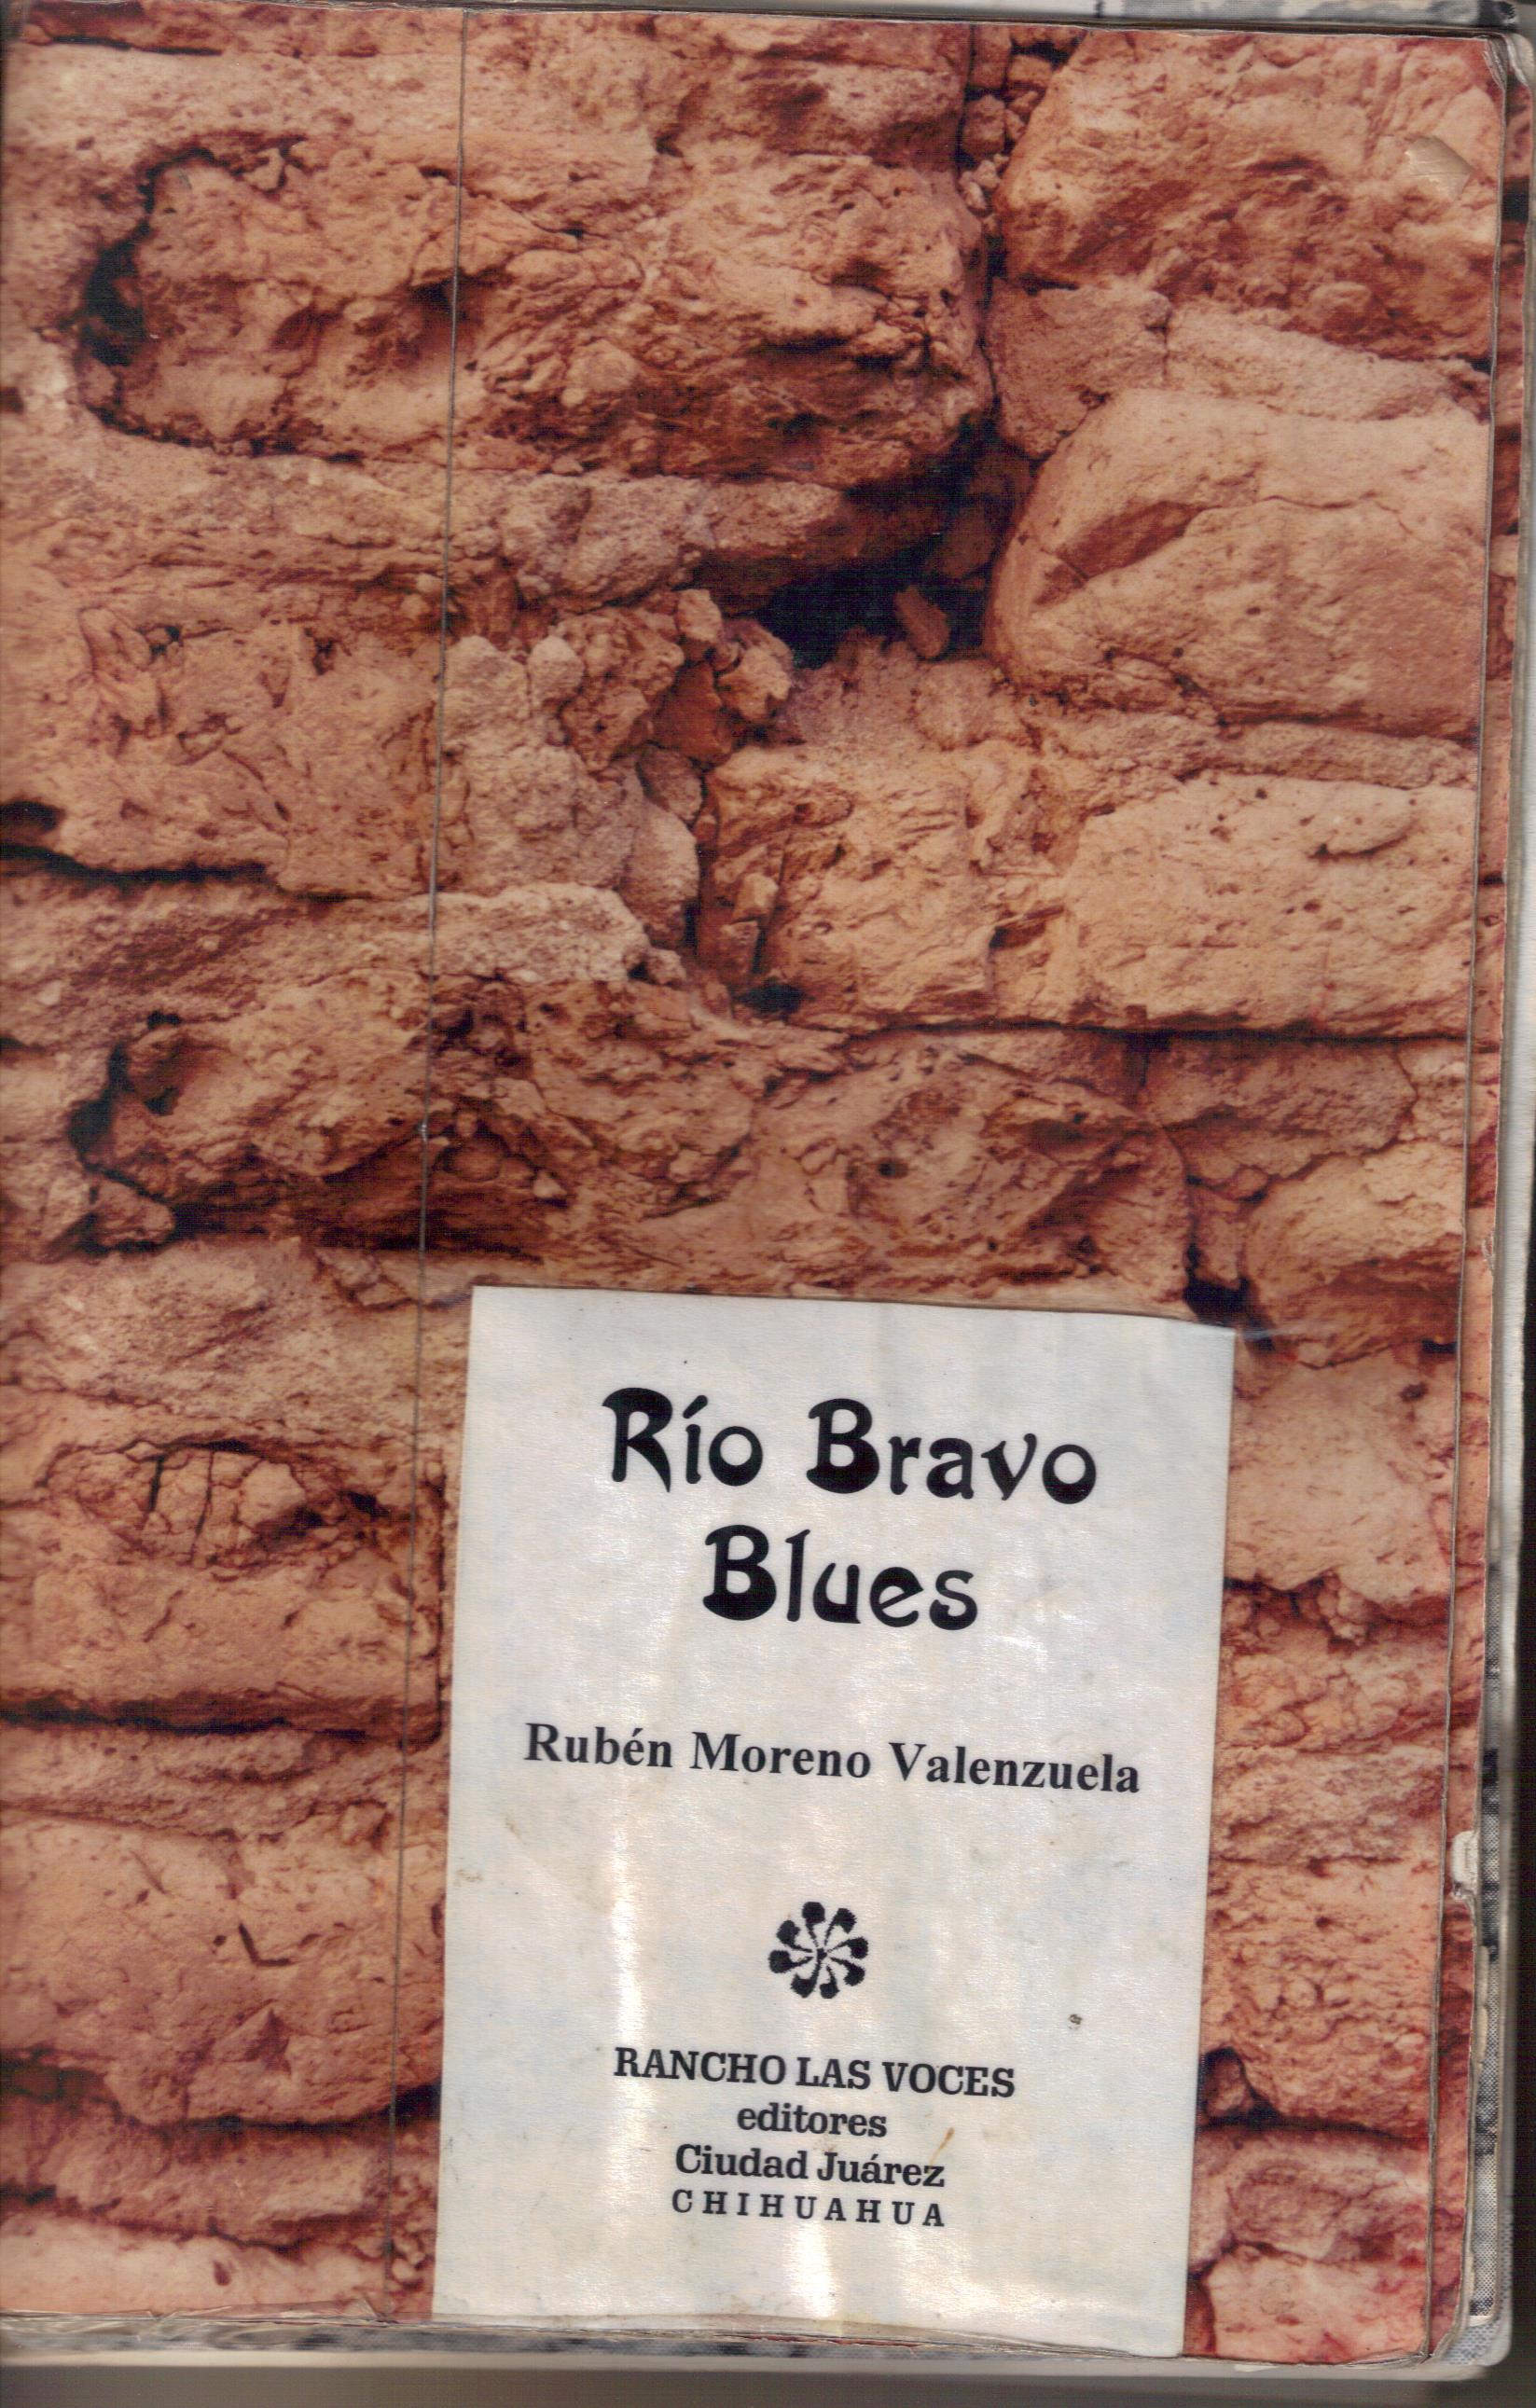 Río Bravo
Blues
Rubén Moreno Valenzuela
RANCHO LAS VOCES
editores
Ciudad Juárez
CHIHUAHUA